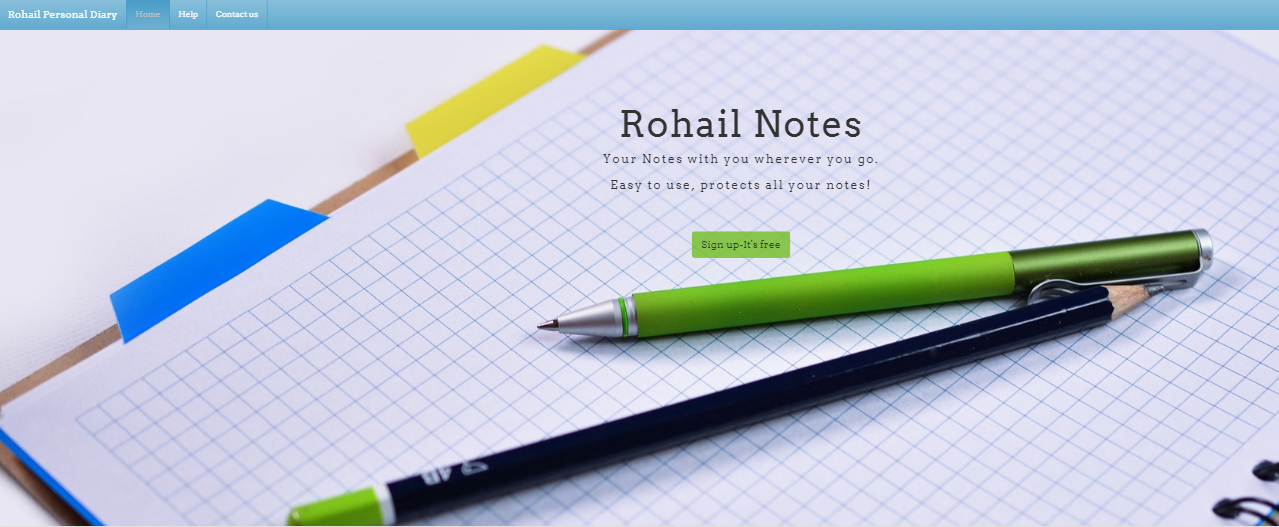 Rohail Personal Diary Home Help Contact us
Rohail Notes
Your Notes with you wherever you go.
Easy to use, protects all your notes!
Sign up-It's free